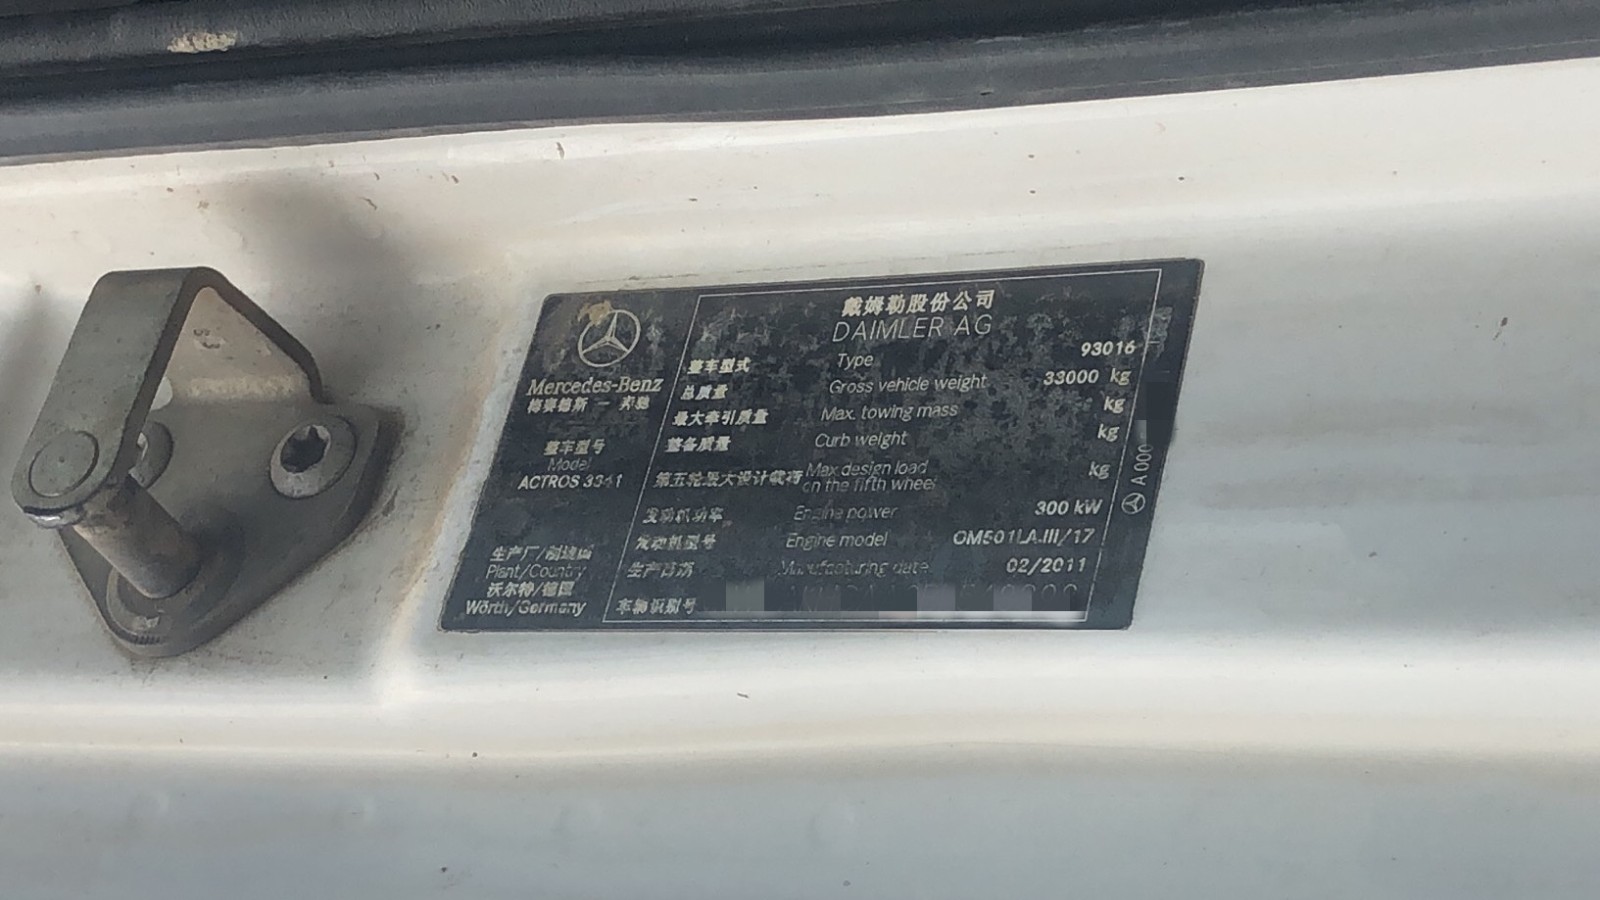 Mercedes-Benz
梅赛德斯 — 奔驰
整车型号
Model
ACTROS 3341
生产厂/制造国
Plant/Country
沃尔特/德国
Wörth/Germany
戴姆勒股份公司
DAIMLER AG
整车型式 Type 93016
总质量 Gross vehicle weight 33000 kg
最大牵引质量 Max. towing mass kg
整备质量 Curb weight kg
第五轮最大设计载荷 Max design load on the fifth wheel kg
发动机功率 Engine power 300 kW
发动机型号 Engine model OM501LA.III/17
生产日历 Manufacturing date 02/2011
车辆识别号
A 000